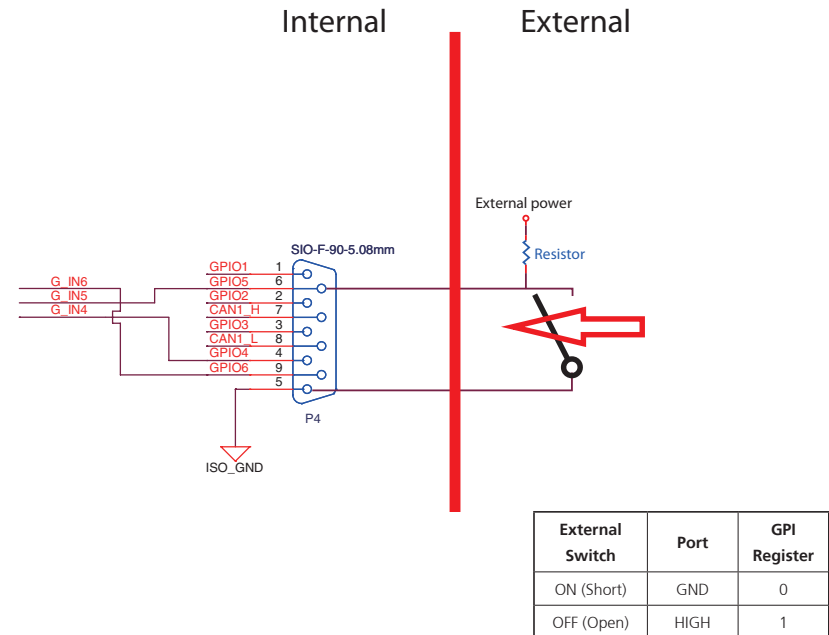 Internal
External
External power
Resistor
SIO-F-90-5.08mm
GPIO1 1
GPIO5 6
GPIO2 2
CAN1_H 7
GPIO3 3
CAN1_L 8
GPIO4 4
GPIO6 9
5
G_IN6
G_IN5
G_IN4
P4
ISO_GND
External Switch Port GPI Register
ON (Short) GND 0
OFF (Open) HIGH 1